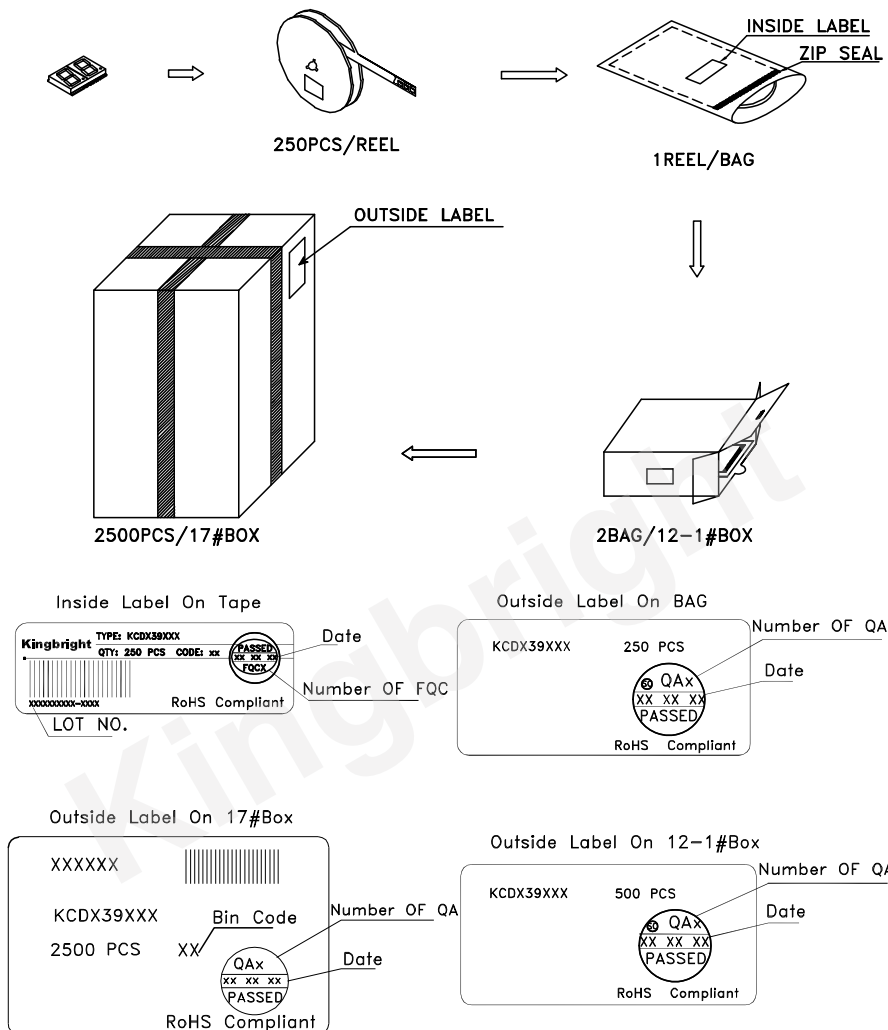 INSIDE LABEL
ZIP SEAL
250PCS/REEL
1REEL/BAG
OUTSIDE LABEL
2500PCS/17#BOX
2BAG/12-1#BOX
Inside Label On Tape
Kingbright
TYPE: KCDX39XXX
QTY: 250 PCS CODE: xx
PASSED
XX XX XX
FQCX
Date
Number OF FQC
XXXXXXXXXX-XXXX
RoHS Compliant
LOT NO.
Outside Label On BAG
KCDX39XXX 250 PCS
Number OF QA
QAx
XX XX XX
PASSED
Date
RoHS Compliant
Outside Label On 17#Box
XXXXXX
KCDX39XXX
Bin Code
2500 PCS XX
Number OF QA
QAx
XX XX XX
PASSED
Date
RoHS Compliant
Outside Label On 12-1#Box
KCDX39XXX 500 PCS
Number OF QA
QAx
XX XX XX
PASSED
Date
RoHS Compliant
Kingbright